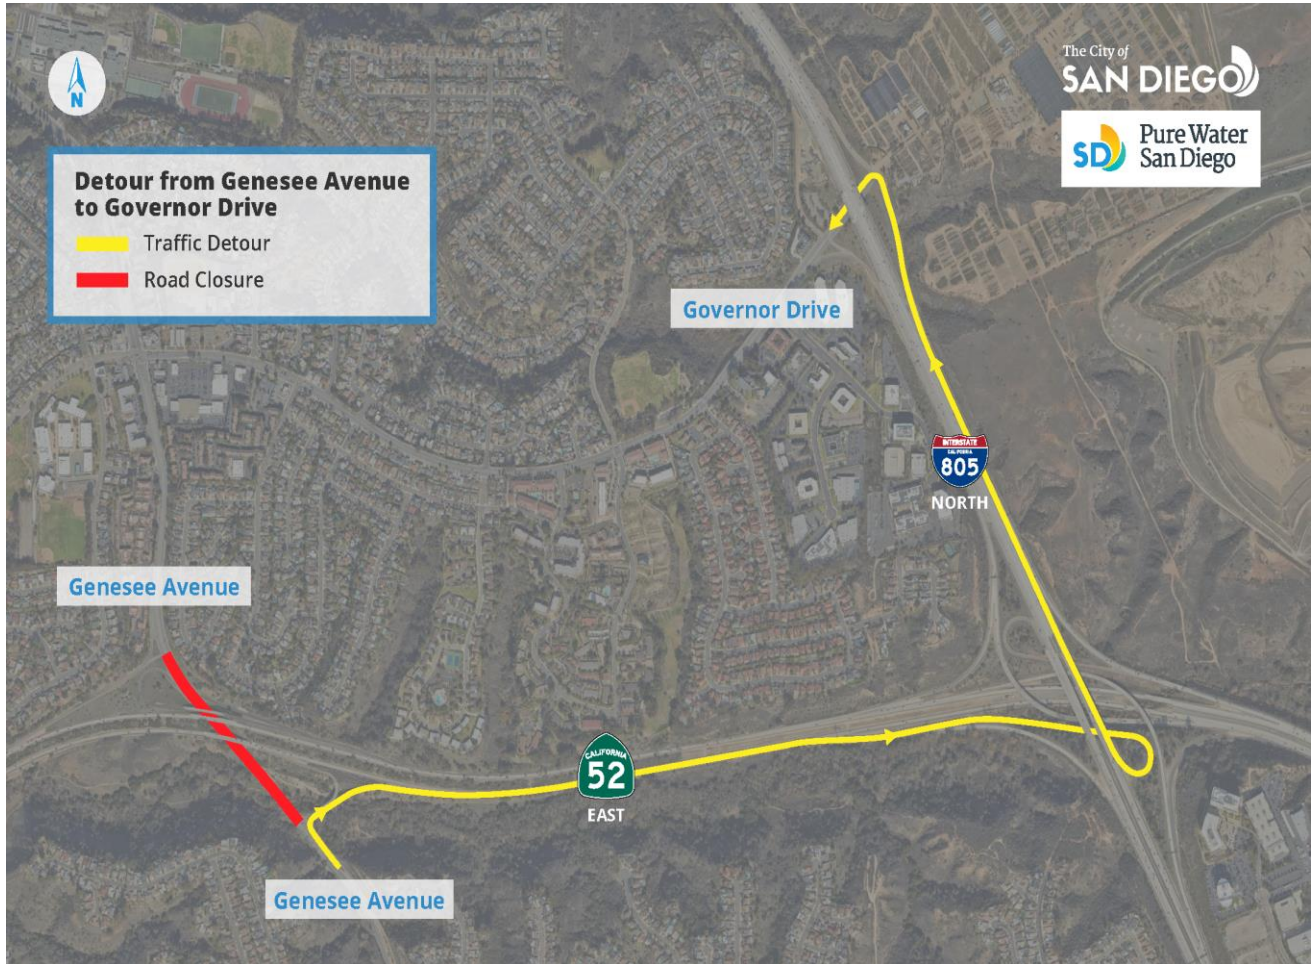 N
The City of
SAN DIEGO
SD
Pure Water
San Diego
Detour from Genesee Avenue
to Governor Drive
Traffic Detour
Road Closure
Governor Drive
INTERSTATE
CALIFORNIA
805
NORTH
Genesee Avenue
CALIFORNIA
52
EAST
Genesee Avenue